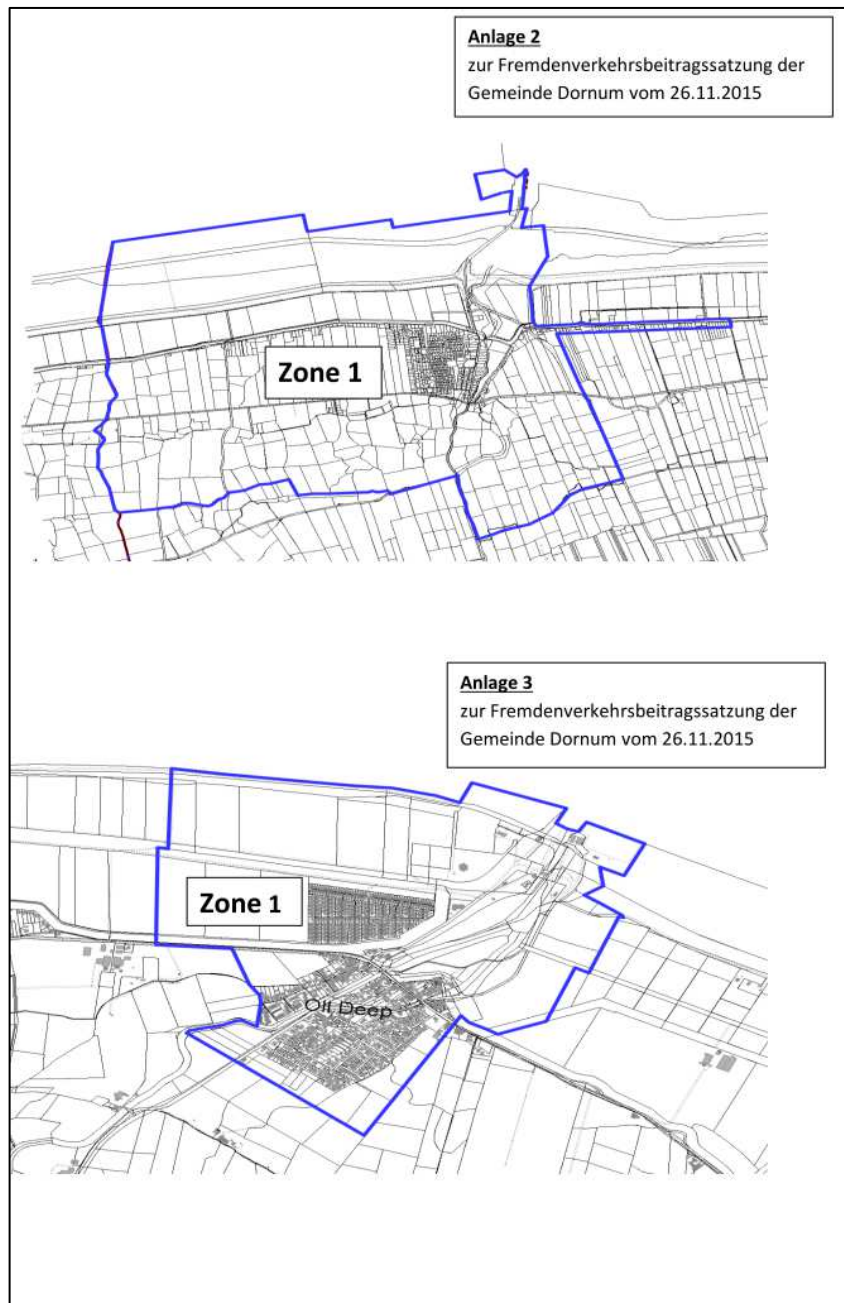 Anlage 2
zur Fremdenverkehrsbeitragssatzung der
Gemeinde Dornum vom 26.11.2015
Zone 1
Anlage 3
zur Fremdenverkehrsbeitragssatzung der
Gemeinde Dornum vom 26.11.2015
Zone 1
Oll Deep